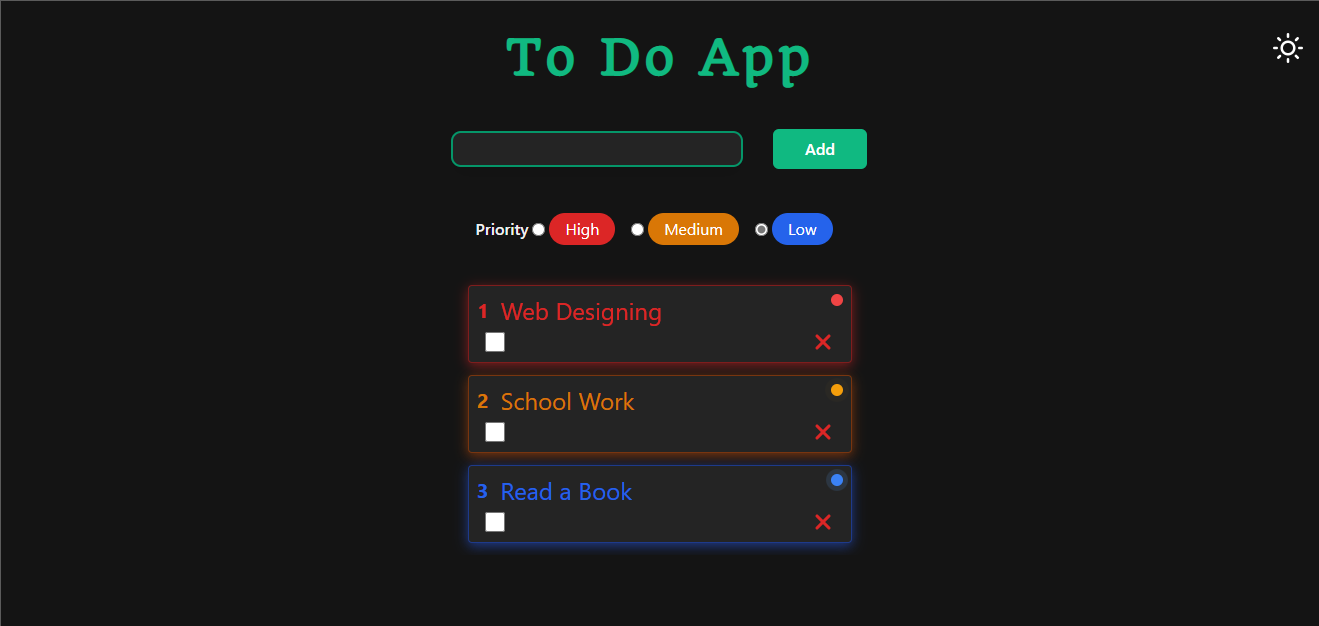 To Do App
Add
Priority High Medium Low
1 Web Designing
2 School Work
3 Read a Book